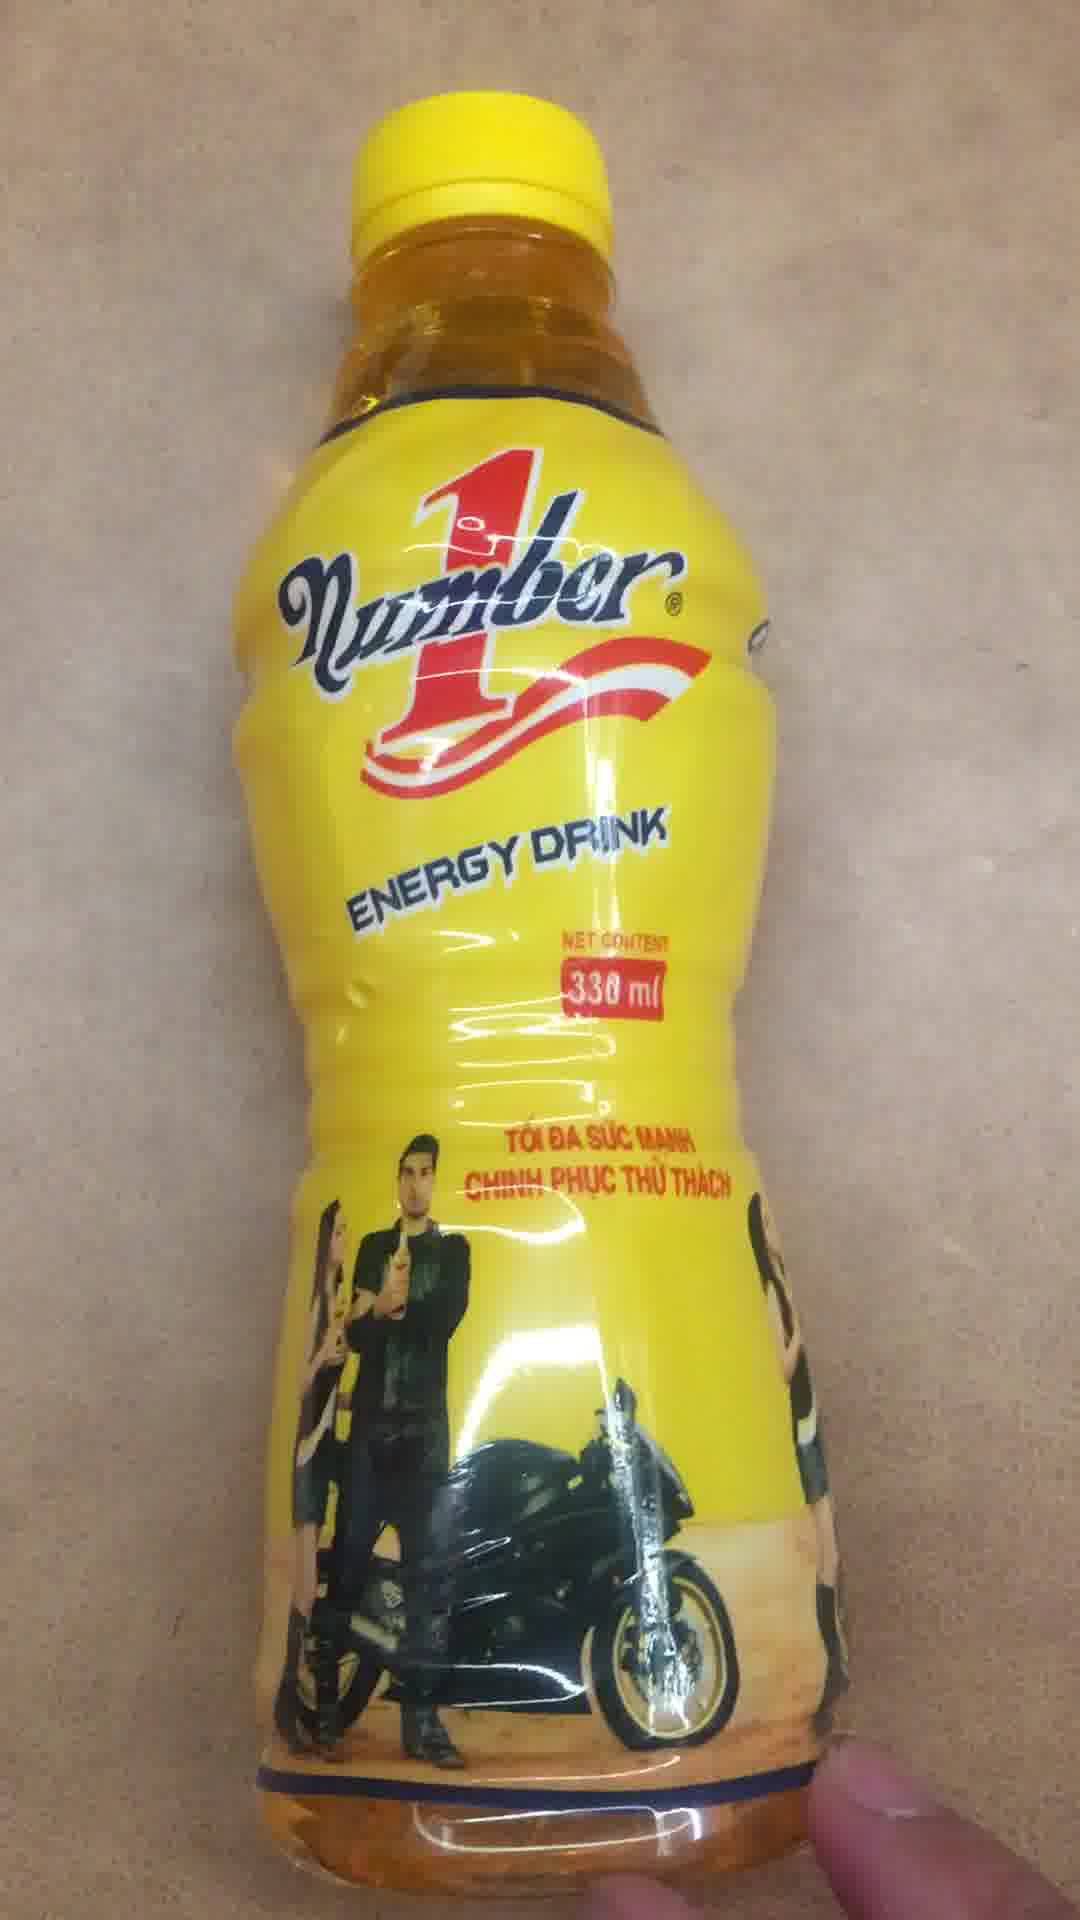 Number 1®
ENERGY DRINK
NET CONTENT
330 ml
TỐI ĐA SỨC MẠNH
CHINH PHỤC THỬ THÁCH